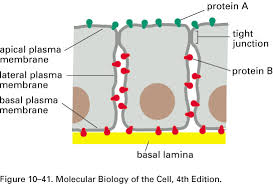 protein A
tight
junction
apical plasma
membrane
lateral plasma
membrane
protein B
basal plasma
membrane
basal lamina
Figure 10–41. Molecular Biology of the Cell, 4th Edition.